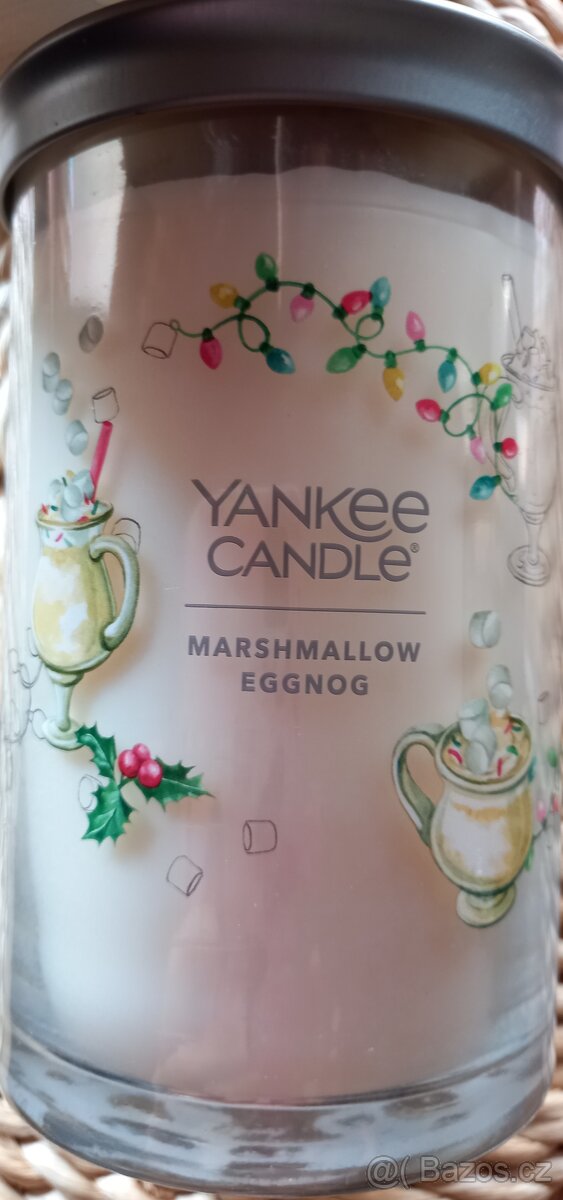 YANKee
CANDLe®
MARSHMALLOW
EGGNOG
@( Bazos.cz